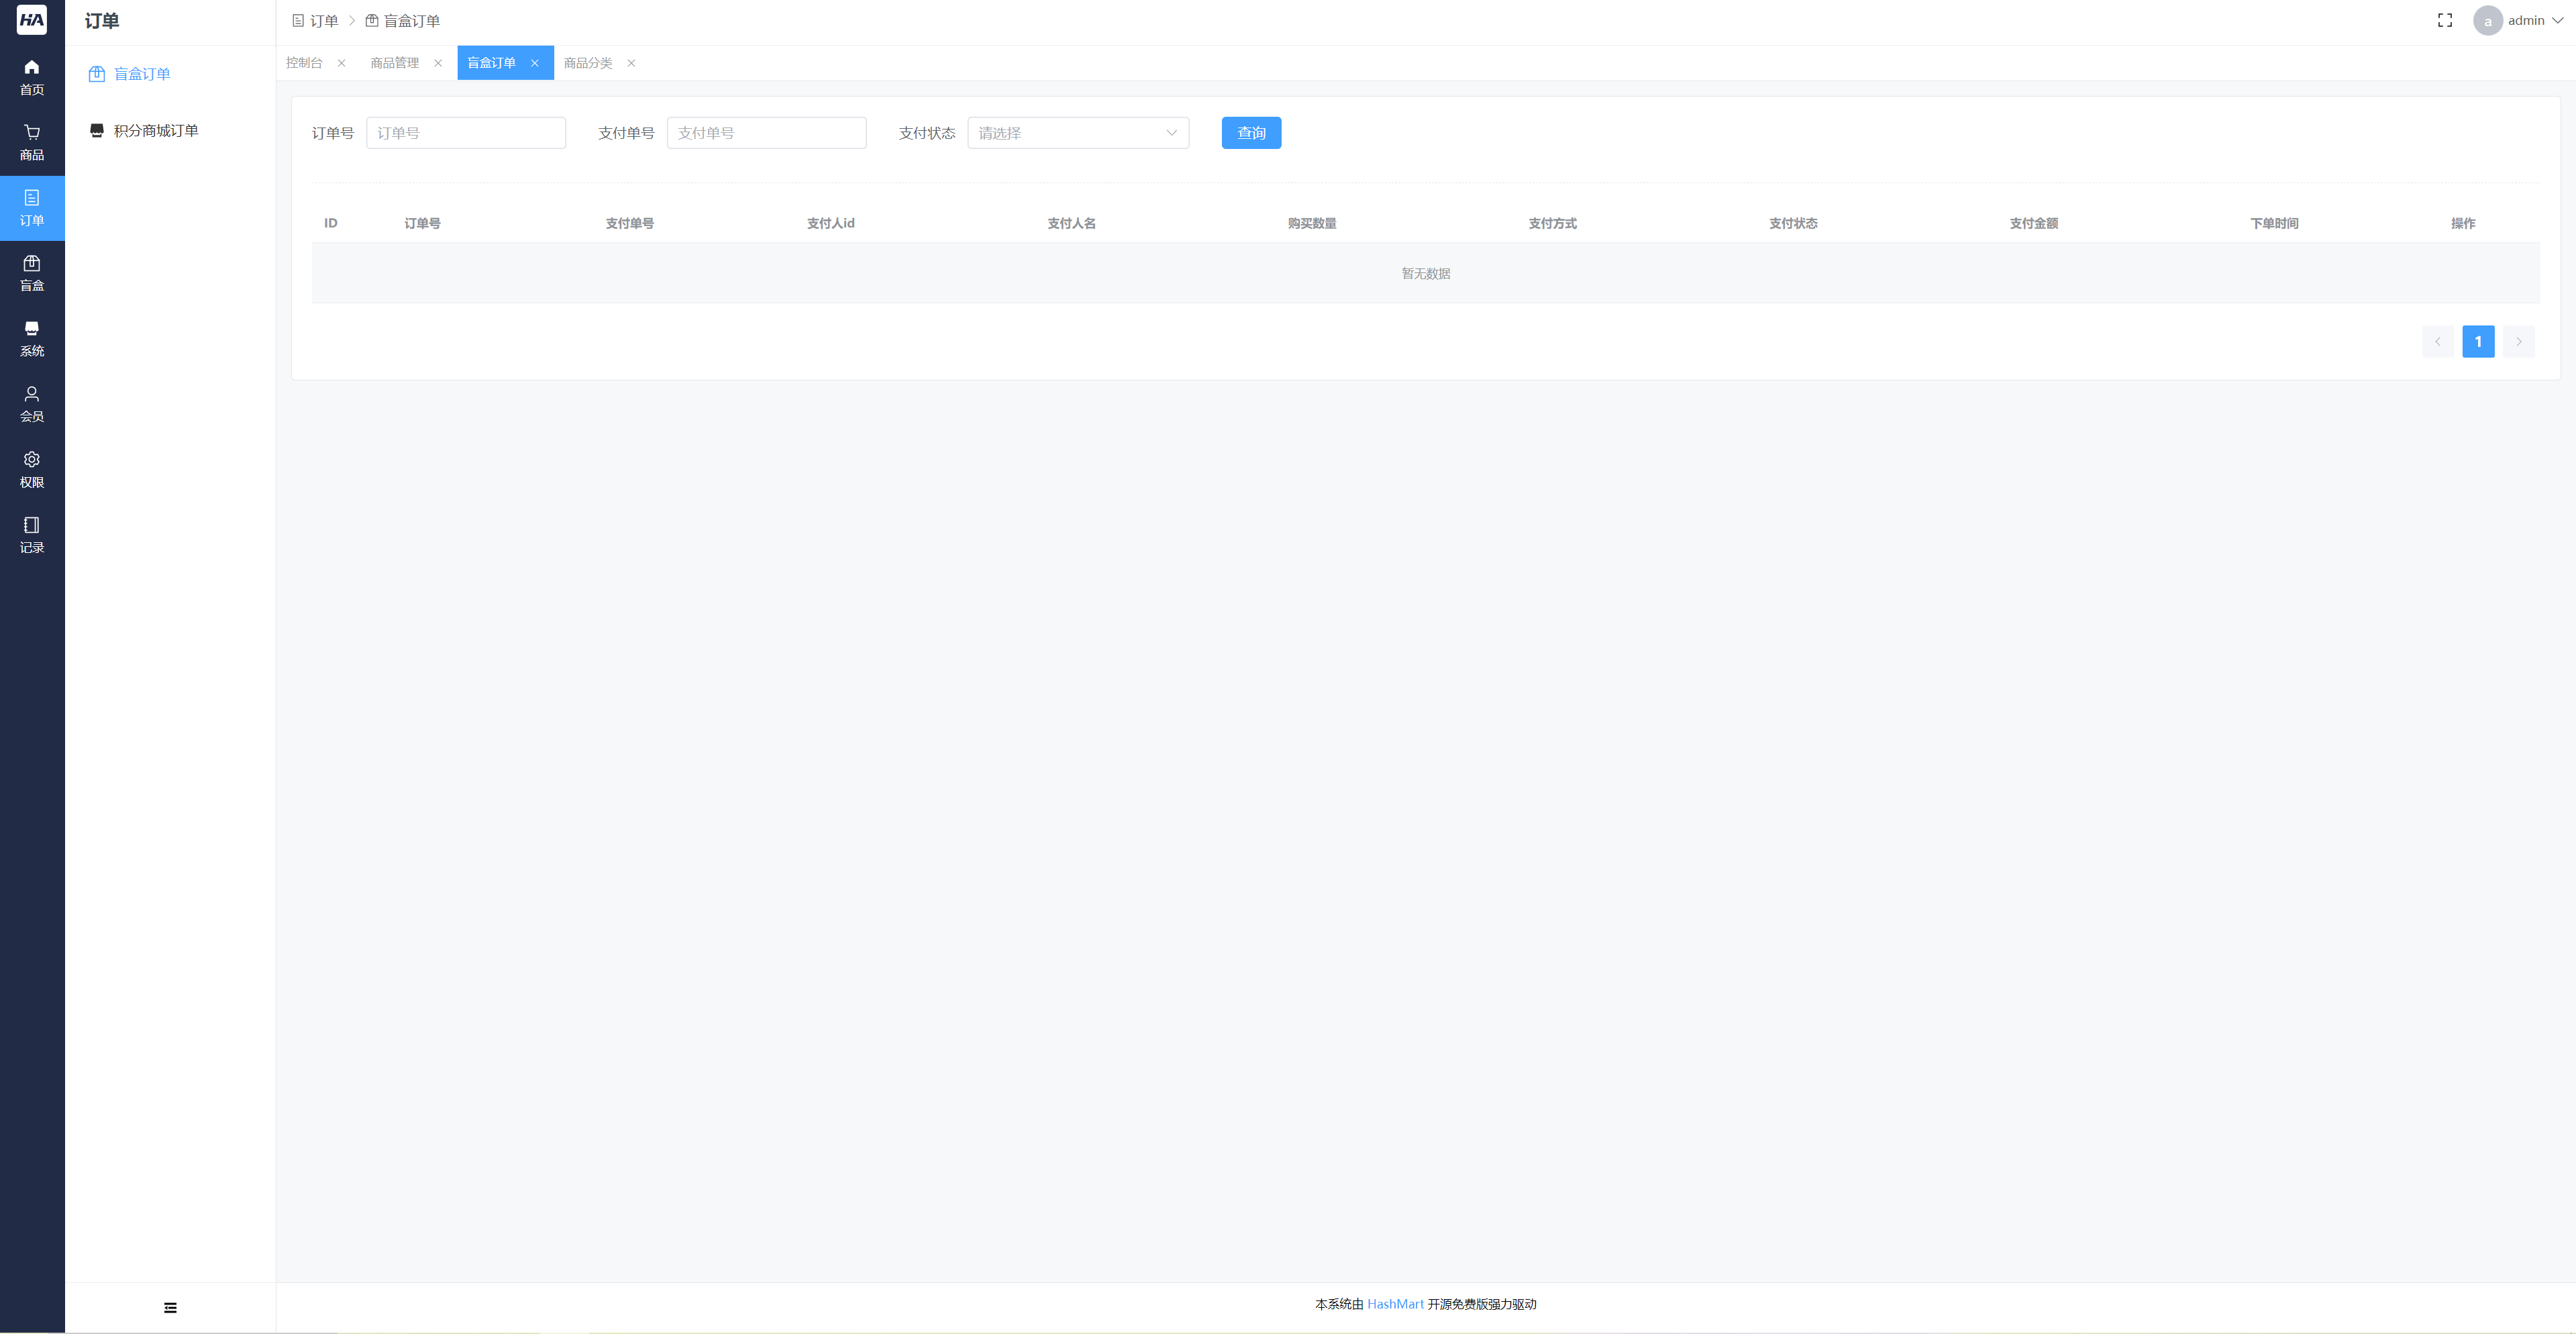 HA
首页
商品
订单
盲盒
系统
会员
权限
记录
订单
盲盒订单
积分商城订单
订单 > 盲盒订单
a admin
控制台 商品管理 盲盒订单 商品分类
订单号 订单号 支付单号 支付单号 支付状态 请选择 查询
ID 订单号 支付单号 支付人id 支付人名 购买数量 支付方式 支付状态 支付金额 下单时间 操作
暂无数据
1
本系统由 HashMart 开源免费版强力驱动